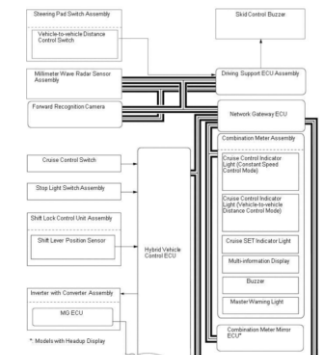 Steering Pad Switch Assembly
Vehicle-to-vehicle Distance
Control Switch
Skid Control Buzzer
Millimeter Wave Radar Sensor
Assembly
Driving Support ECU Assembly
Forward Recognition Camera
Network Gateway ECU
Combination Meter Assembly
Cruise Control Indicator
Light (Constant Speed
Control Mode)
Cruise Control Switch
Stop Light Switch Assembly
Cruise Control Indicator
Light (Vehicle-to-vehicle
Distance Control Mode)
Shift Lock Control Unit Assembly
Shift Lever Position Sensor
Hybrid Vehicle
Control ECU
Cruise SET Indicator Light
Multi-information Display
Buzzer
Inverter with Converter Assembly
MG ECU
Master Warning Light
Combination Meter Mirror
ECU*
*: Models with Headup Display